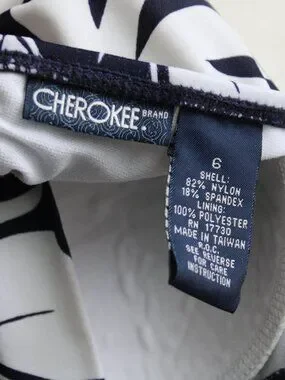 CHEROKEE BRAND
6
SHELL:
82% NYLON
18% SPANDEX
LINING:
100% POLYESTER
RN 17730
MADE IN TAIWAN
R.O.C.
SEE REVERSE
FOR CARE
INSTRUCTION